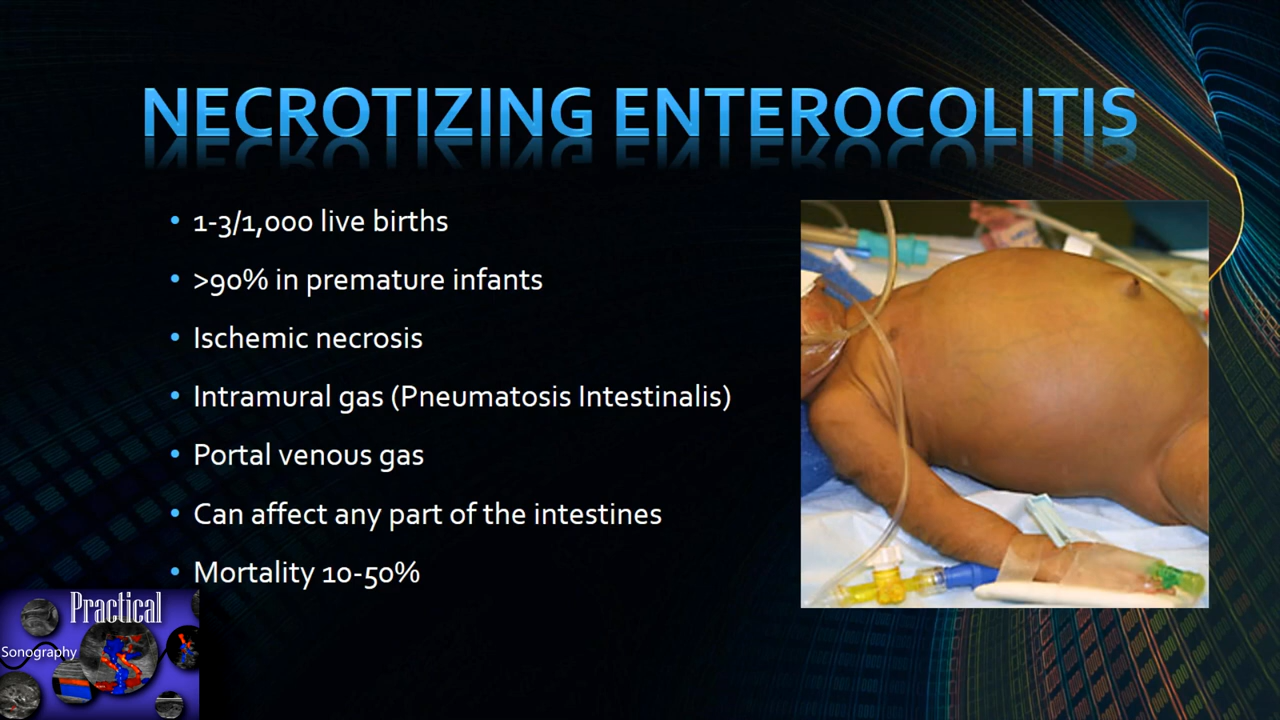 NECROTIZING ENTEROCOLITIS
• 1-3/1,000 live births
• >90% in premature infants
• Ischemic necrosis
• Intramural gas (Pneumatosis Intestinalis)
• Portal venous gas
• Can affect any part of the intestines
• Mortality 10-50%
Practical
Sonography